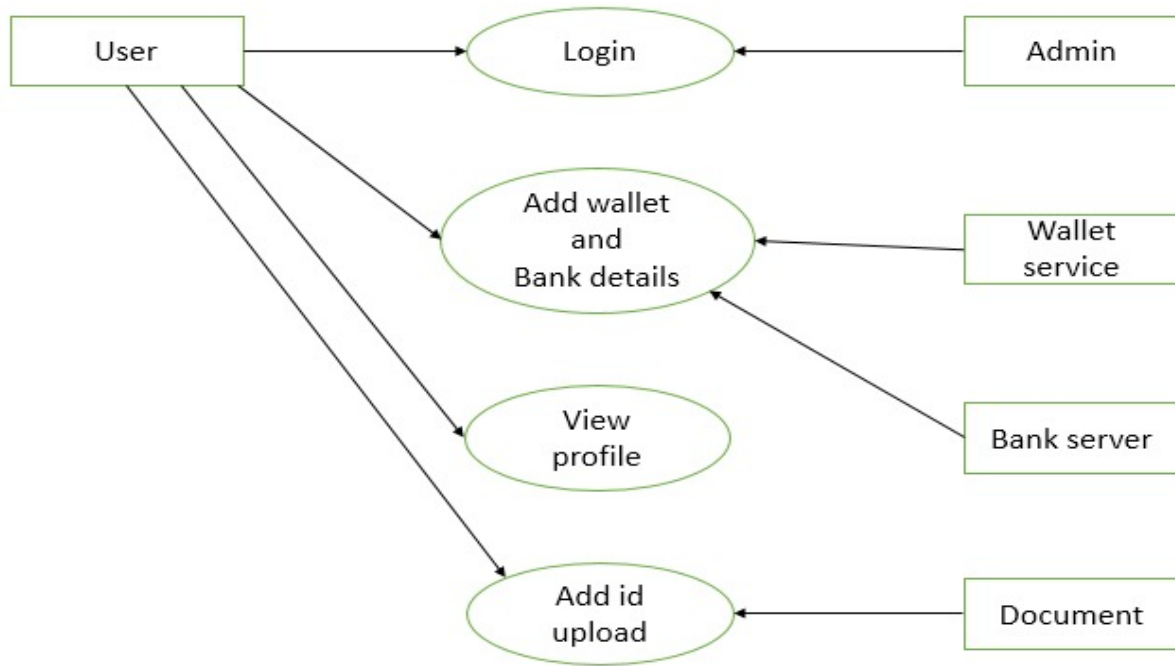 User
Login
Admin
Add wallet
and
Bank details
Wallet
service
View
profile
Bank server
Add id
upload
Document